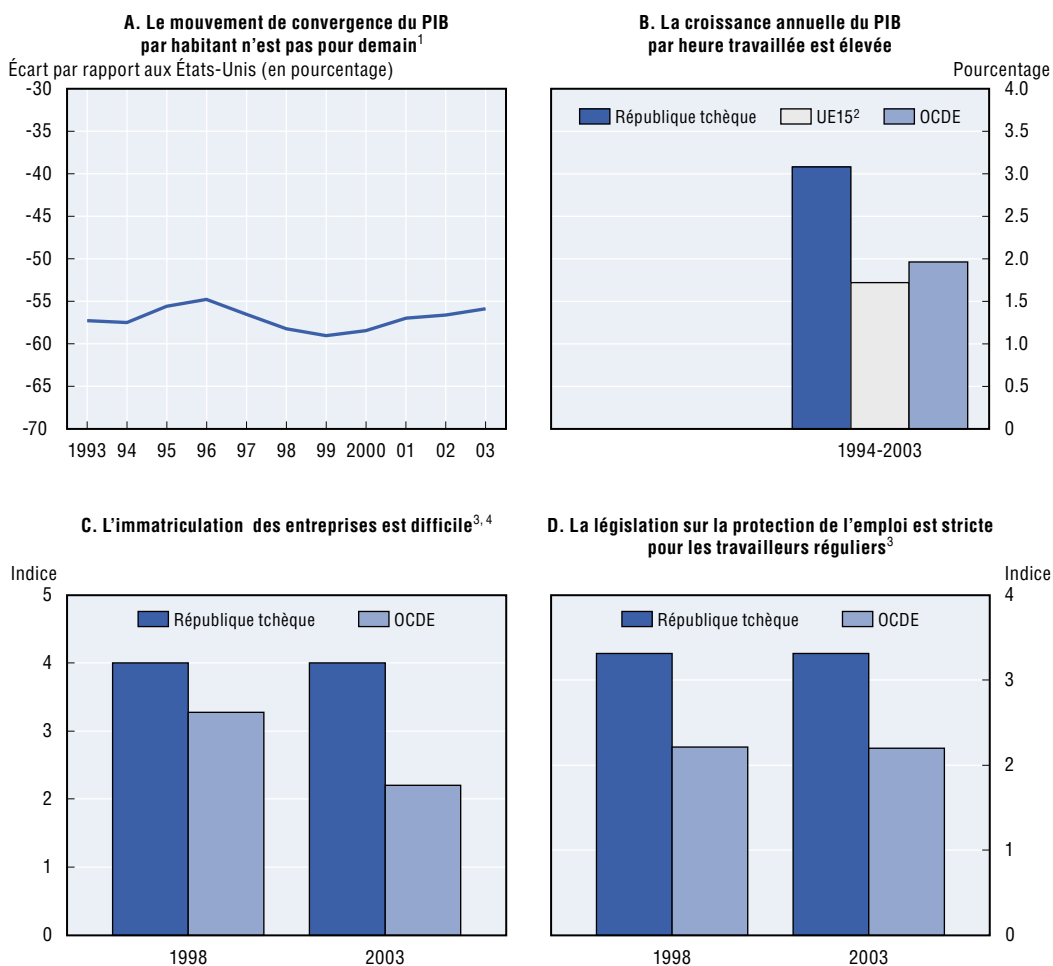 A. Le mouvement de convergence du PIB
par habitant n'est pas pour demain1
Écart par rapport aux États-Unis (en pourcentage)
-30
-35
-40
-45
-50
-55
-60
-65
-70
1993 94 95 96 97 98 99 2000 01 02 03
B. La croissance annuelle du PIB
par heure travaillée est élevée
Pourcentage
République tchèque UE152 OCDE
4.0
3.5
3.0
2.5
2.0
1.5
1.0
0.5
0
1994-2003
C. L'immatriculation des entreprises est difficile3, 4
Indice
République tchèque OCDE
5
4
3
2
1
0
1998 2003
D. La législation sur la protection de l'emploi est stricte
pour les travailleurs réguliers3
Indice
République tchèque OCDE
4
3
2
1
0
1998 2003